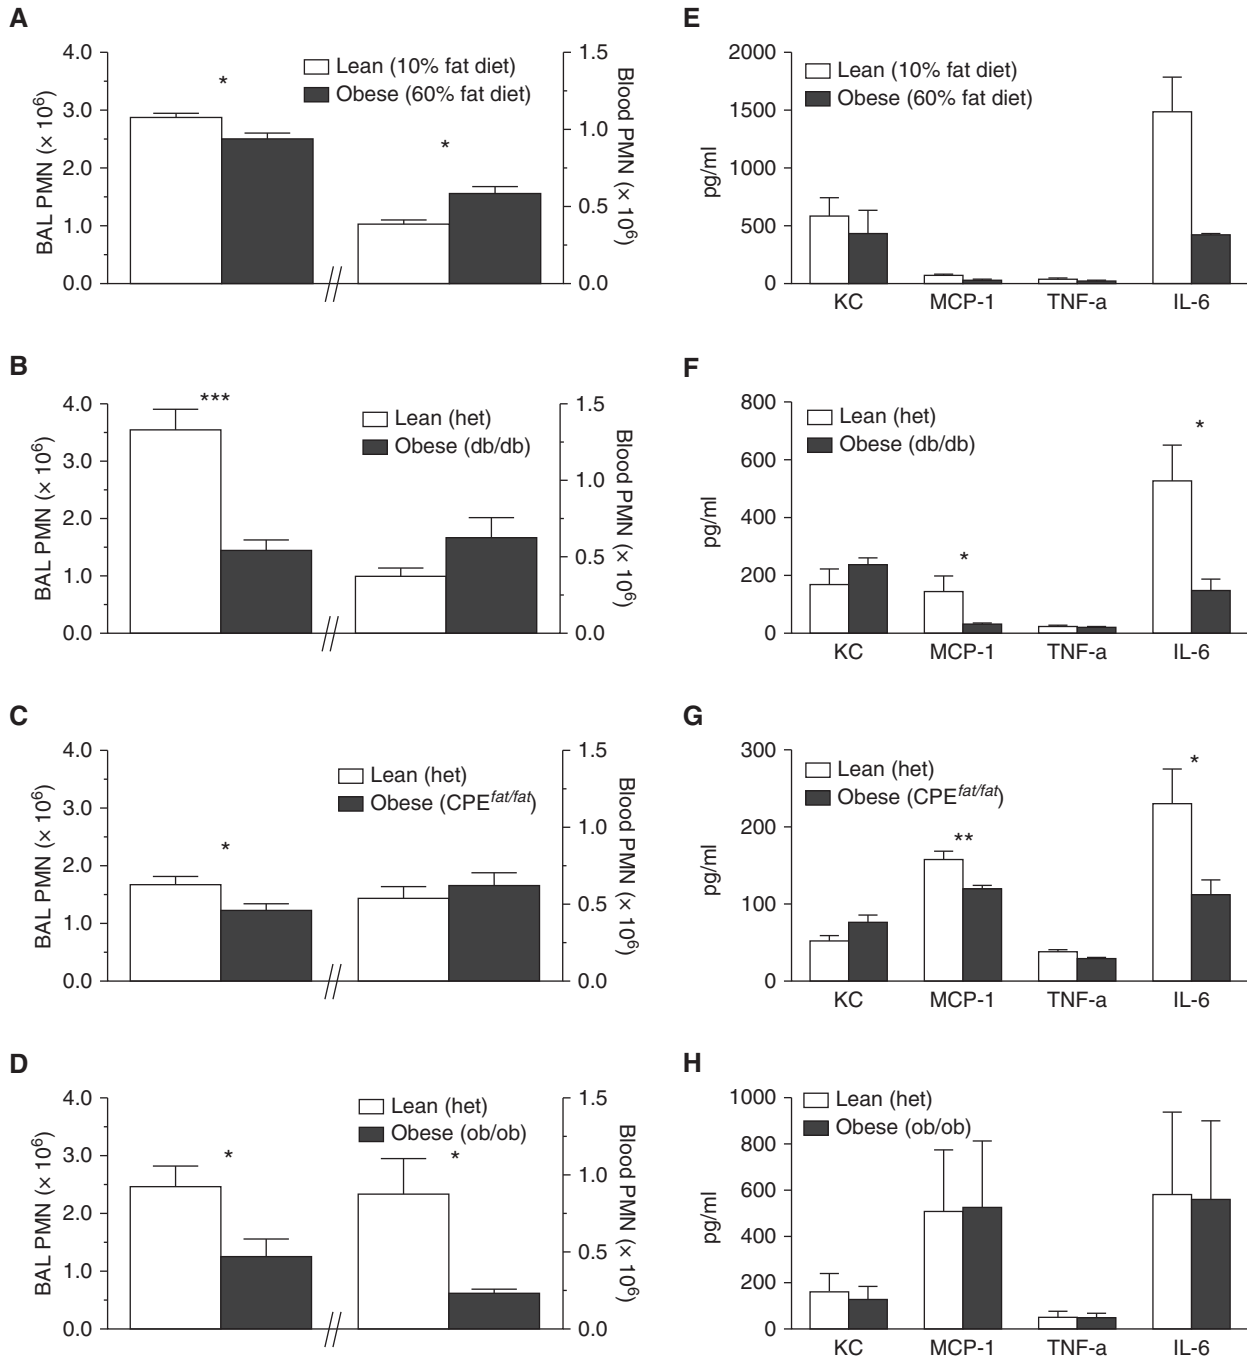 A
4.0
3.0
2.0
1.0
0.0
BAL PMN (× 10⁶)
*
*
Lean (10% fat diet)
Obese (60% fat diet)
1.5
1.0
0.5
0.0
Blood PMN (× 10⁶)
E
2000
1500
1000
500
0
pg/ml
Lean (10% fat diet)
Obese (60% fat diet)
KC MCP-1 TNF-a IL-6
B
4.0
3.0
2.0
1.0
0.0
BAL PMN (× 10⁶)
***
Lean (het)
Obese (db/db)
1.5
1.0
0.5
0.0
Blood PMN (× 10⁶)
F
800
600
400
200
0
pg/ml
Lean (het)
Obese (db/db)
*
*
KC MCP-1 TNF-a IL-6
C
4.0
3.0
2.0
1.0
0.0
BAL PMN (× 10⁶)
*
Lean (het)
Obese (CPEfat/fat)
1.5
1.0
0.5
0.0
Blood PMN (× 10⁶)
G
300
200
100
0
pg/ml
Lean (het)
Obese (CPEfat/fat)
**
*
KC MCP-1 TNF-a IL-6
D
4.0
3.0
2.0
1.0
0.0
BAL PMN (× 10⁶)
*
*
Lean (het)
Obese (ob/ob)
1.5
1.0
0.5
0.0
Blood PMN (× 10⁶)
H
1000
800
600
400
200
0
pg/ml
Lean (het)
Obese (ob/ob)
KC MCP-1 TNF-a IL-6